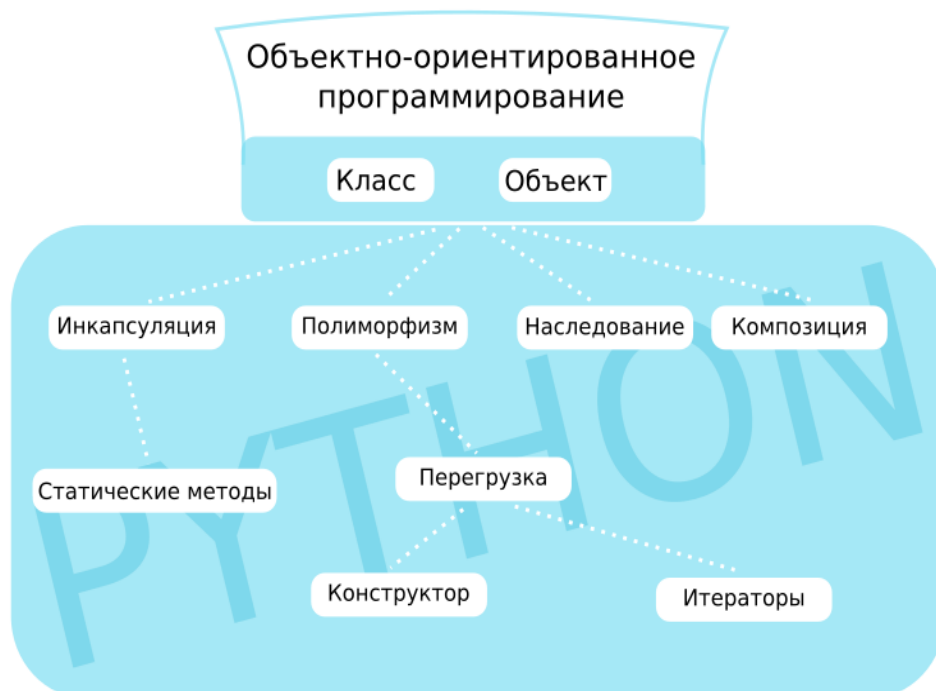 Объектно-ориентированное
программирование
Класс
Объект
Инкапсуляция
Полиморфизм
Наследование
Композиция
Статические методы
Перегрузка
Конструктор
Итераторы
PYTHON